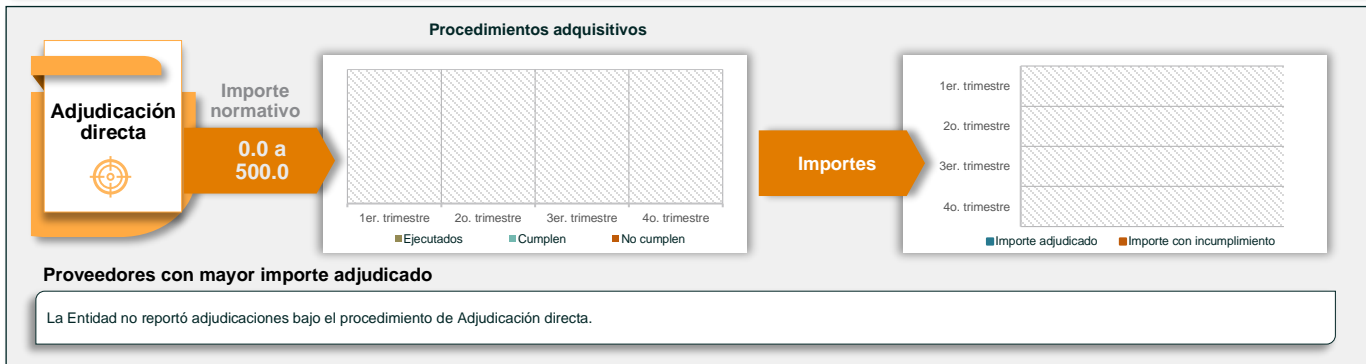 Procedimientos adquisitivos
Adjudicación
directa
Importe
normativo
0.0 a
500.0
1er. trimestre
2o. trimestre
3er. trimestre
4o. trimestre
Ejecutados
Cumplen
No cumplen
Importes
1er. trimestre
2o. trimestre
3er. trimestre
4o. trimestre
Importe adjudicado
Importe con incumplimiento
Proveedores con mayor importe adjudicado
La Entidad no reportó adjudicaciones bajo el procedimiento de Adjudicación directa.